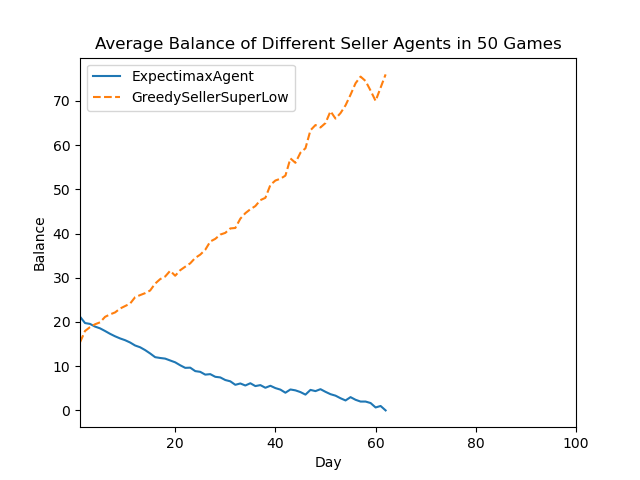 Average Balance of Different Seller Agents in 50 Games
ExpectimaxAgent
GreedySellerSuperLow
70
60
50
40
30
20
10
0
Balance
20
40
60
80
100
Day